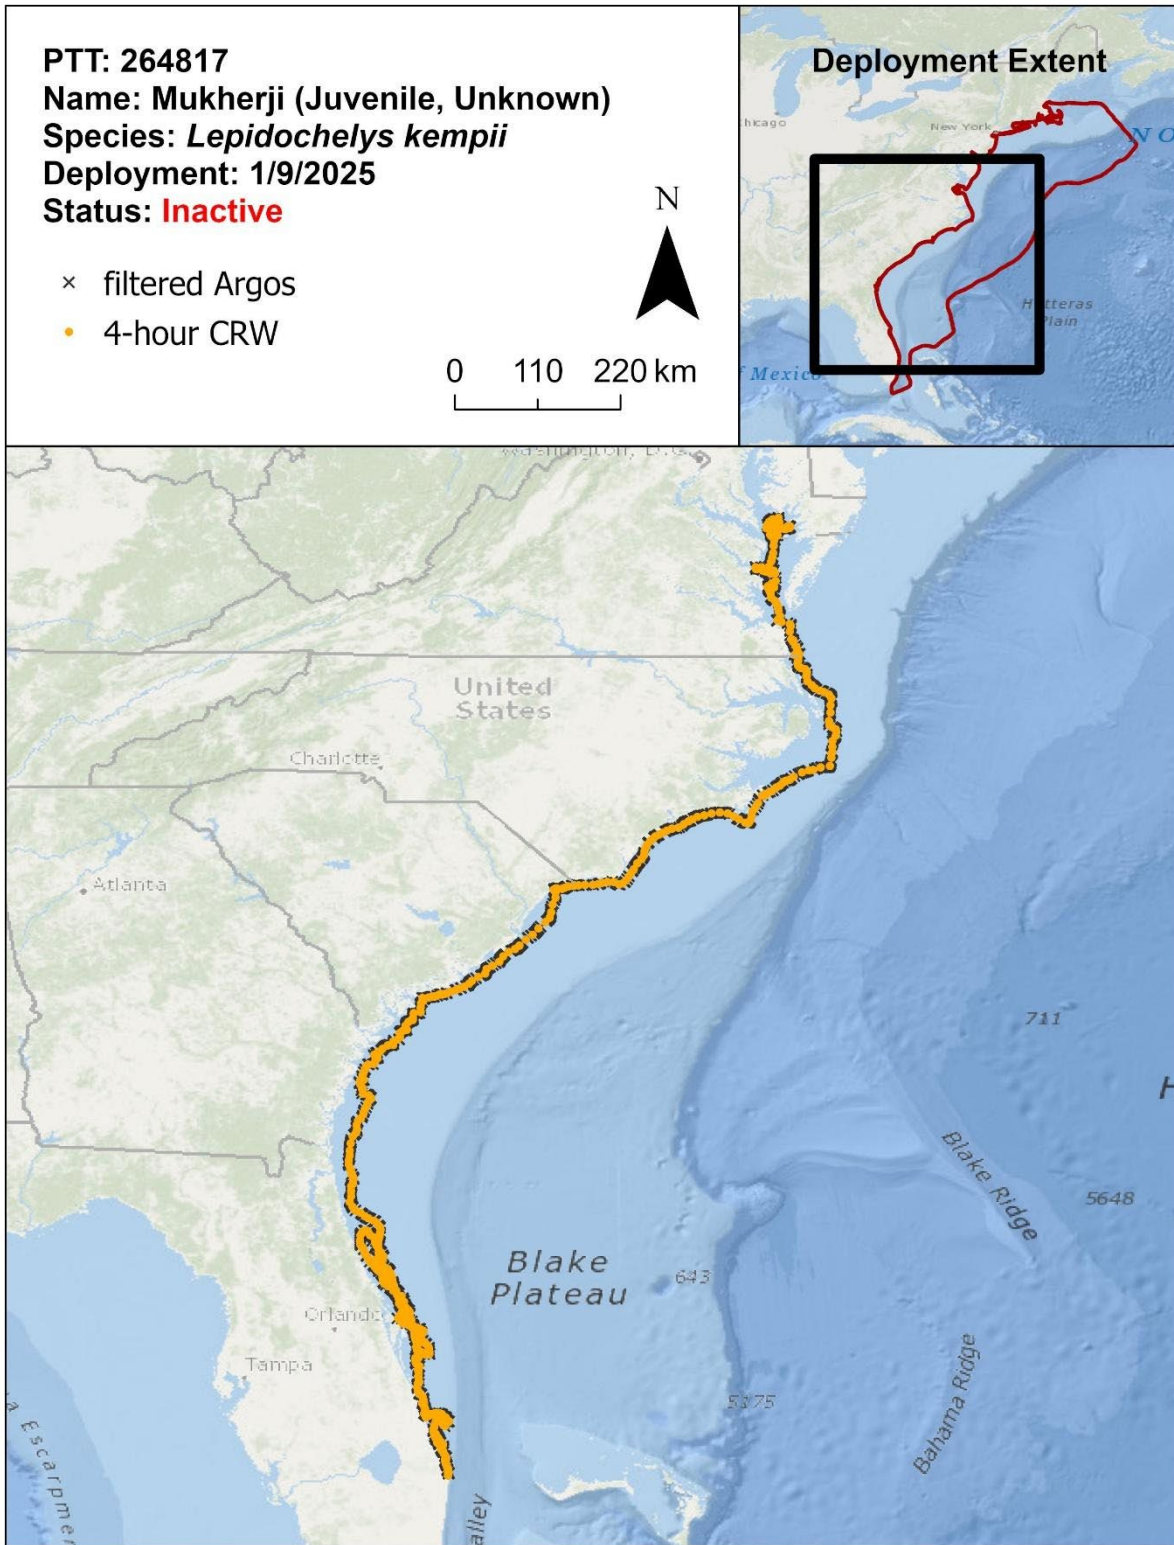 PTT: 264817
Name: Mukherji (Juvenile, Unknown)
Species: Lepidochelys kempii
Deployment: 1/9/2025
Status: Inactive
× filtered Argos
• 4-hour CRW
N
0 110 220 km
Deployment Extent
New York
N O
Plain
f Mexico
Washington, D.C.
United
States
Charlotte
Atlanta
711
H
Blake Ridge
5648
Blake
Plateau
643
Orlando
Tampa
5175
Bahama Ridge
a Escarpmen
alley